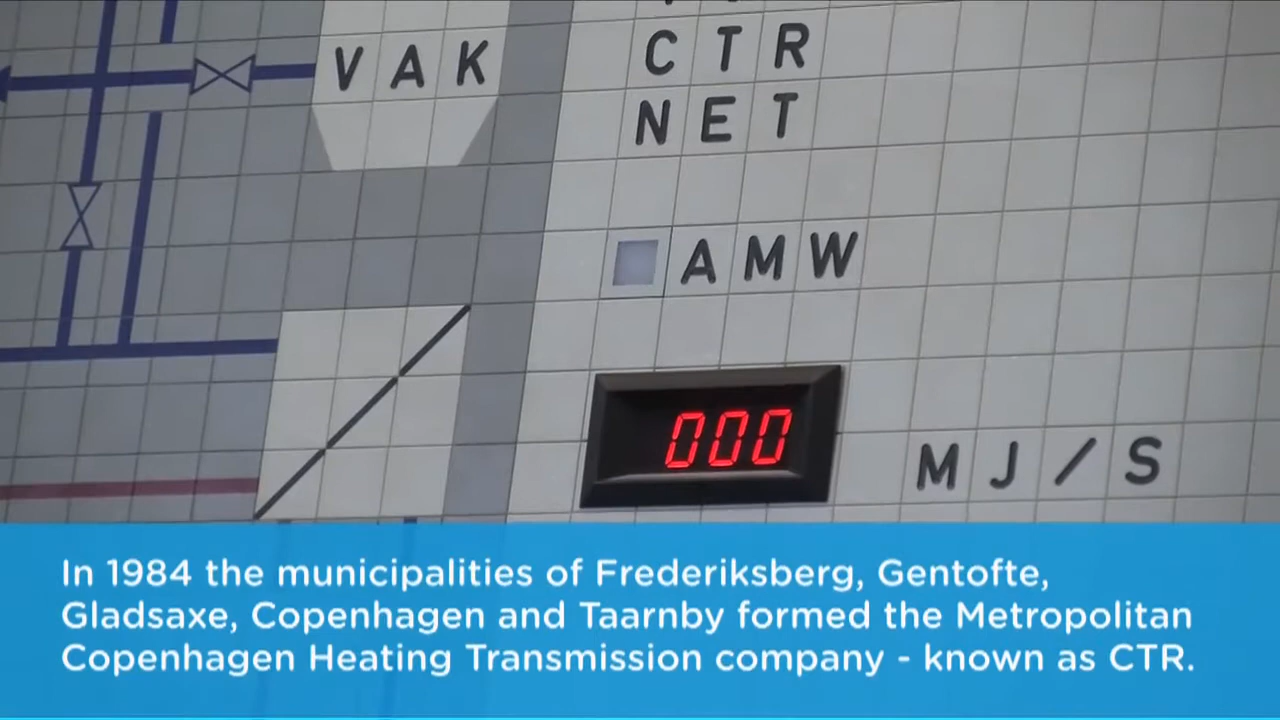 VAK
CTR
NET
AMW
000
MJ/S
In 1984 the municipalities of Frederiksberg, Gentofte,
Gladsaxe, Copenhagen and Taarnby formed the Metropolitan
Copenhagen Heating Transmission company - known as CTR.